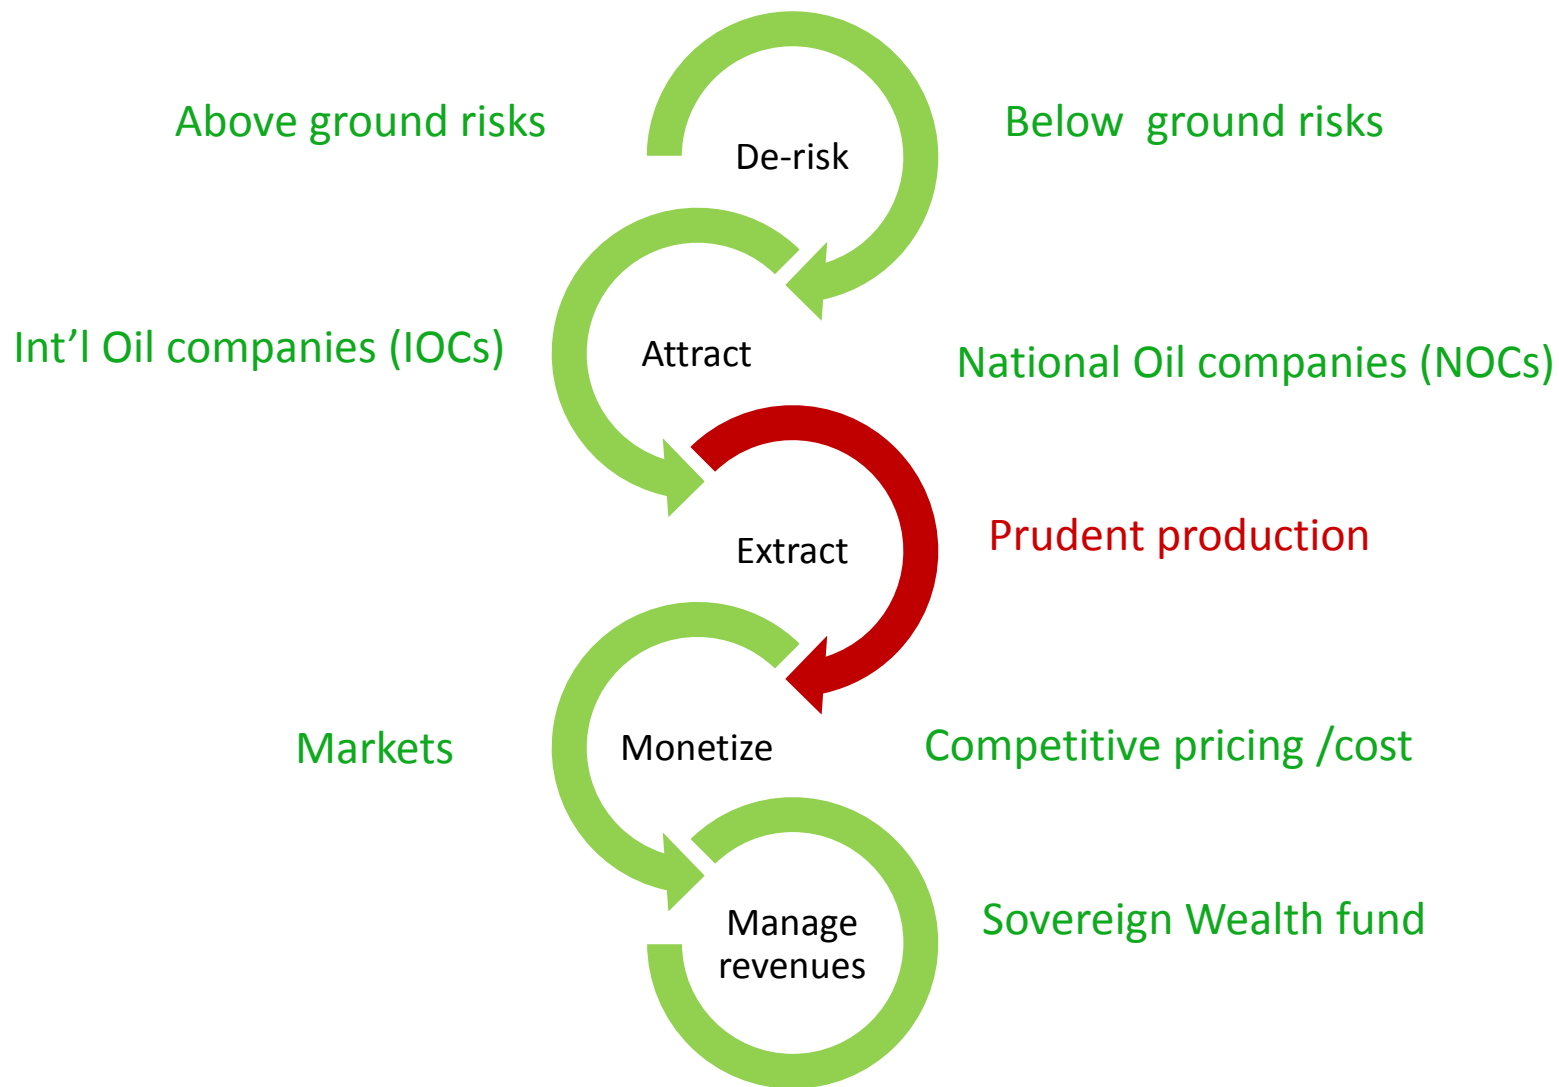 Above ground risks
De-risk
Below  ground risks
Int’l Oil companies (IOCs)
Attract
National Oil companies (NOCs)
Extract
Prudent production
Markets
Monetize
Competitive pricing /cost
Manage
revenues
Sovereign Wealth fund